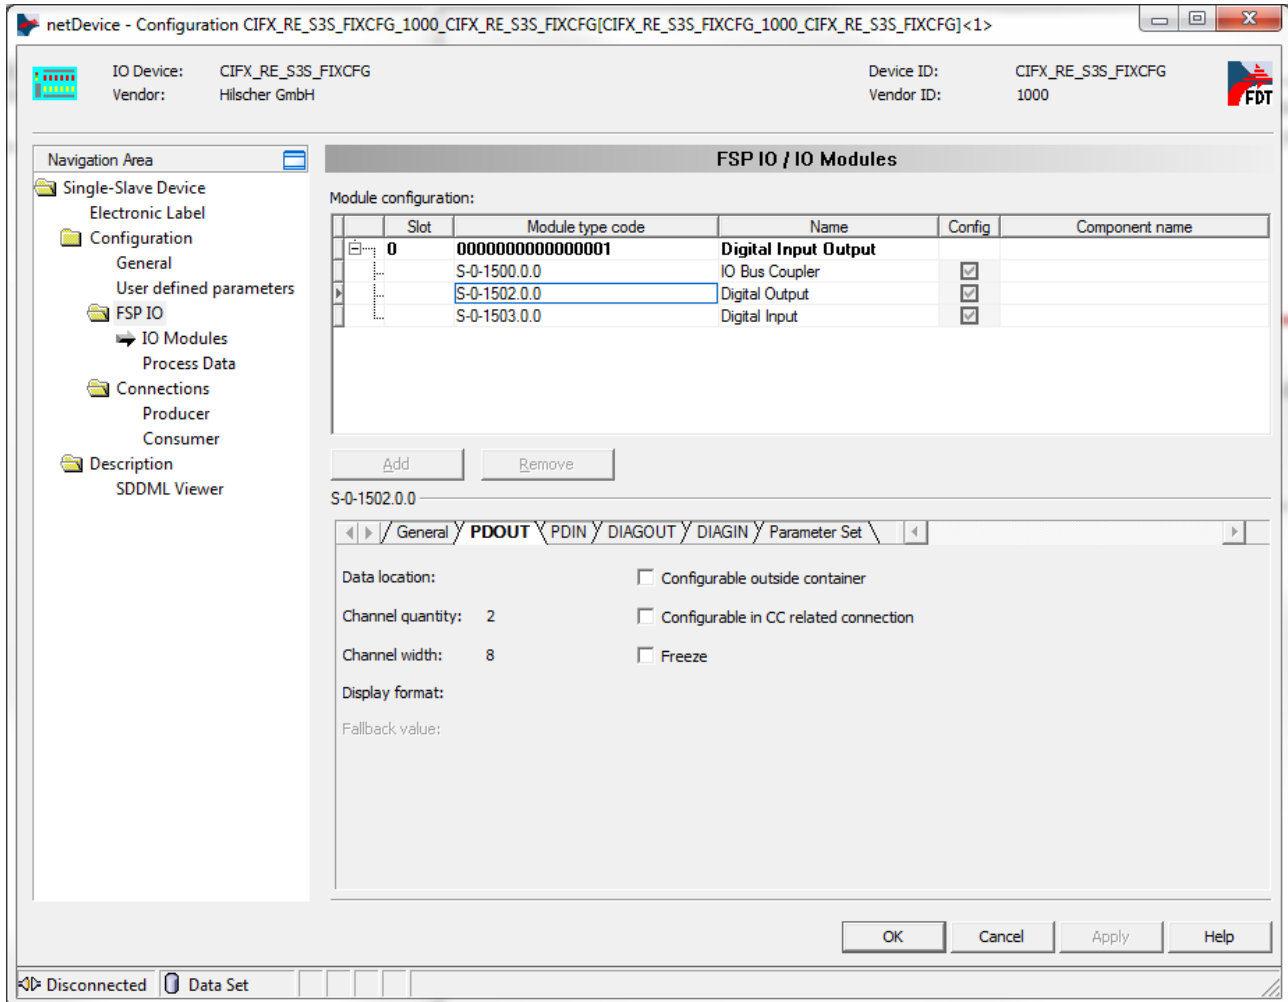 netDevice - Configuration CIFX_RE_S3S_FIXCFG_1000_CIFX_RE_S3S_FIXCFG[CIFX_RE_S3S_FIXCFG_1000_CIFX_RE_S3S_FIXCFG]<1>
IO Device: CIFX_RE_S3S_FIXCFG Device ID: CIFX_RE_S3S_FIXCFG
Vendor: Hilscher GmbH Vendor ID: 1000
FDT
Navigation Area
Single-Slave Device
Electronic Label
Configuration
General
User defined parameters
FSP IO
IO Modules
Process Data
Connections
Producer
Consumer
Description
SDDML Viewer
FSP IO / IO Modules
Module configuration:
Slot Module type code Name Config Component name
0 0000000000000001 Digital Input Output
S-0-1500.0.0 IO Bus Coupler
S-0-1502.0.0 Digital Output
S-0-1503.0.0 Digital Input
Add Remove
S-0-1502.0.0
General PDOUT PDIN DIAGOUT DIAGIN Parameter Set
Data location: Configurable outside container
Channel quantity: 2 Configurable in CC related connection
Channel width: 8 Freeze
Display format:
Fallback value:
OK Cancel Apply Help
Disconnected Data Set